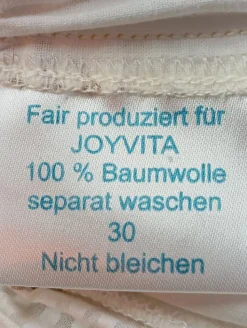 Fair produziert für
JOYVITA
100 % Baumwolle
separat waschen
30
Nicht bleichen